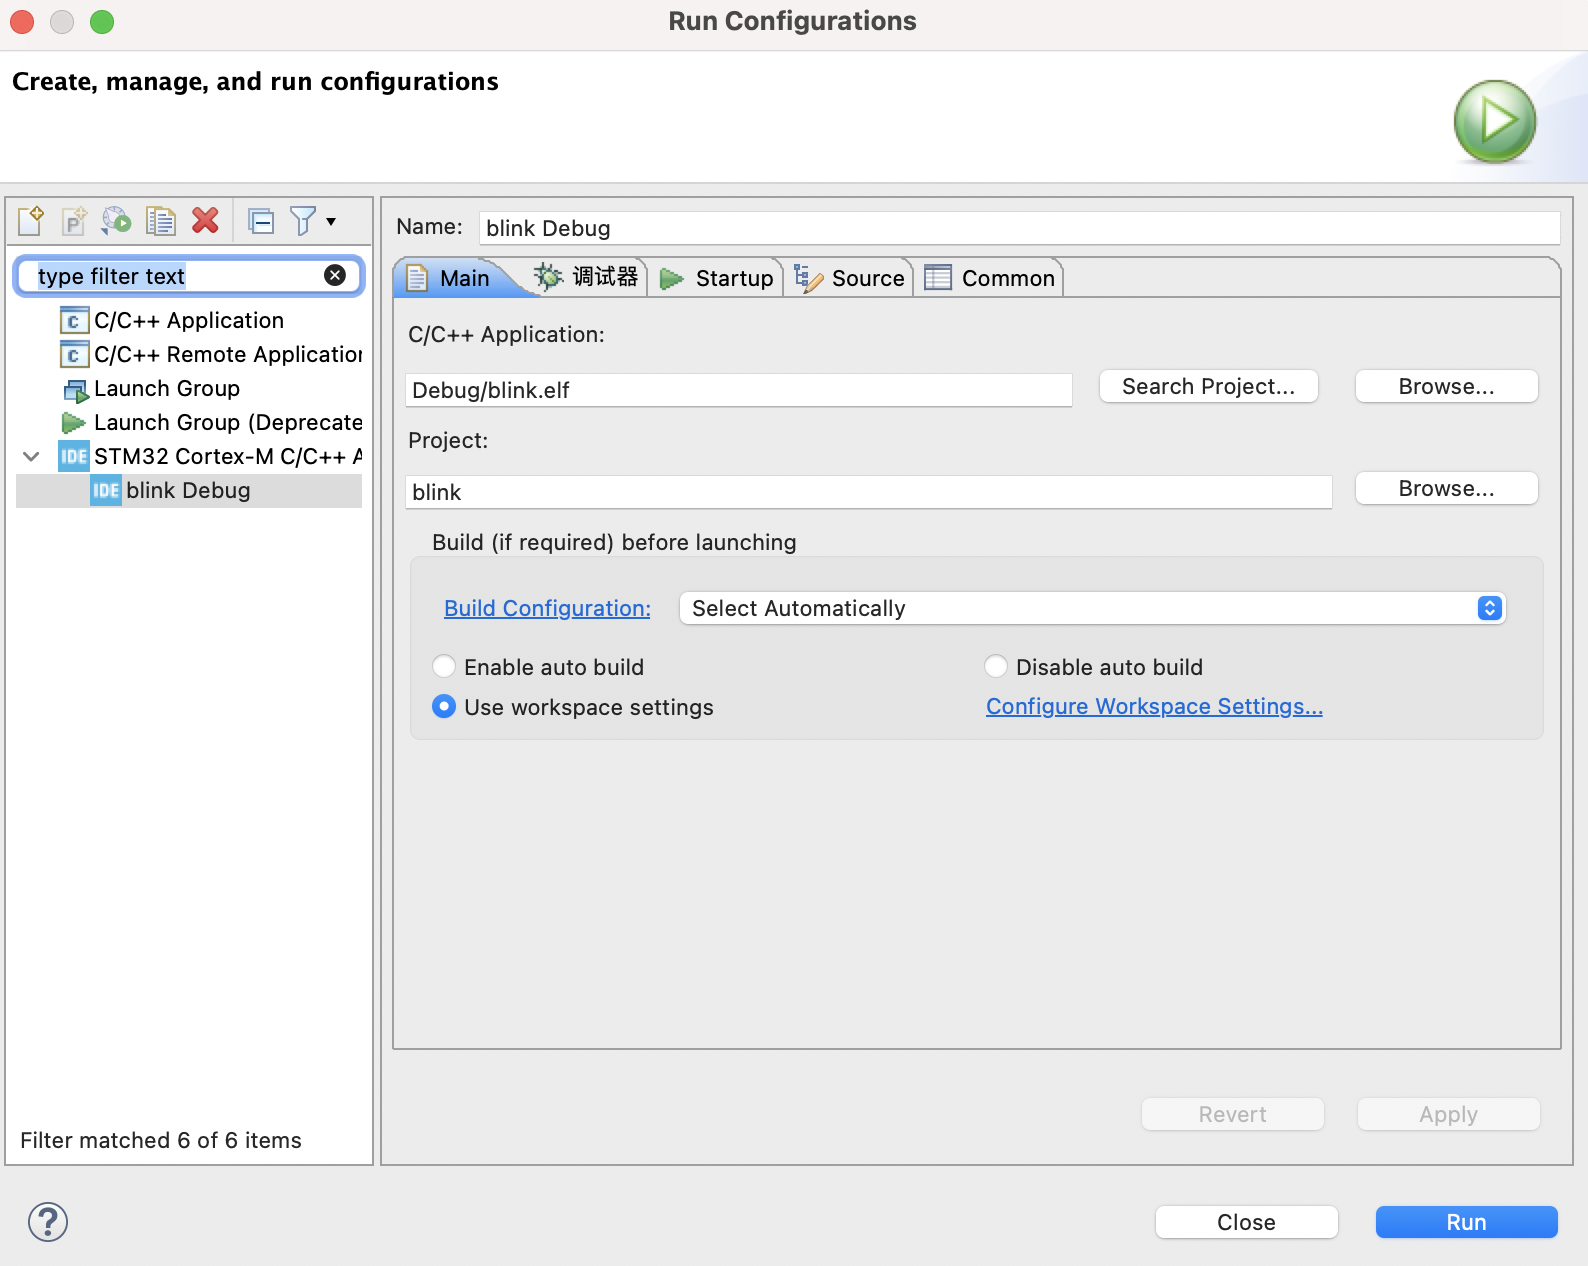 Run Configurations
Create, manage, and run configurations
type filter text
C/C++ Application
C/C++ Remote Application
Launch Group
Launch Group (Deprecate
STM32 Cortex-M C/C++ A
IDE blink Debug
Filter matched 6 of 6 items
Name: blink Debug
Main 调试器 Startup Source Common
C/C++ Application:
Debug/blink.elf Search Project... Browse...
Project:
blink Browse...
Build (if required) before launching
Build Configuration: Select Automatically
Enable auto build Disable auto build
Use workspace settings Configure Workspace Settings...
Revert Apply
Close Run